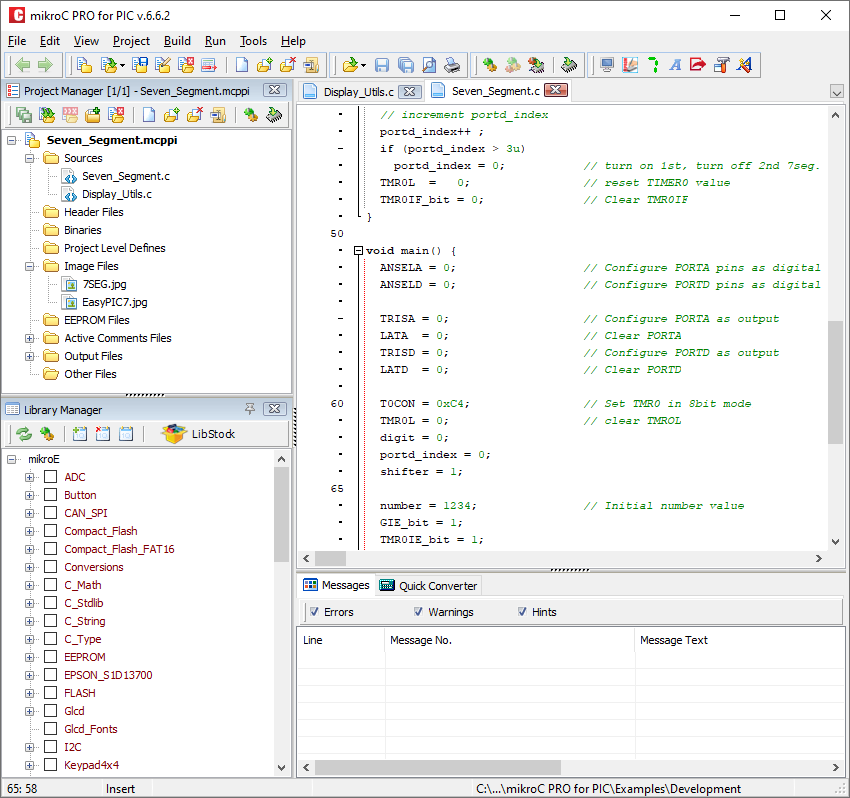 mikroC PRO for PIC v.6.6.2
File Edit View Project Build Run Tools Help
Project Manager [1/1] - Seven_Segment.mcppi
Seven_Segment.mcppi
Sources
Seven_Segment.c
Display_Utils.c
Header Files
Binaries
Project Level Defines
Image Files
7SEG.jpg
EasyPIC7.jpg
EEPROM Files
Active Comments Files
Output Files
Other Files
Library Manager
LibStock
mikroE
ADC
Button
CAN_SPI
Compact_Flash
Compact_Flash_FAT16
Conversions
C_Math
C_Stdlib
C_String
C_Type
EEPROM
EPSON_S1D13700
FLASH
Glcd
Glcd_Fonts
I2C
Keypad4x4
Display_Utils.c Seven_Segment.c
// increment portd_index
portd_index++ ;
if (portd_index > 3u)
portd_index = 0; // turn on 1st, turn off 2nd 7seg.
TMR0L = 0; // reset TIMER0 value
TMR0IF_bit = 0; // Clear TMR0IF
}
50
void main() {
ANSELA = 0; // Configure PORTA pins as digital
ANSELD = 0; // Configure PORTD pins as digital
TRISA = 0; // Configure PORTA as output
LATA = 0; // Clear PORTA
TRISD = 0; // Configure PORTD as output
LATD = 0; // Clear PORTD
60 T0CON = 0xC4; // Set TMR0 in 8bit mode
TMR0L = 0; // clear TMROL
digit = 0;
portd_index = 0;
shifter = 1;
65
number = 1234; // Initial number value
GIE_bit = 1;
TMR0IE_bit = 1;
Messages Quick Converter
Errors Warnings Hints
Line Message No. Message Text
65: 58 Insert C:\...\mikroC PRO for PIC\Examples\Development